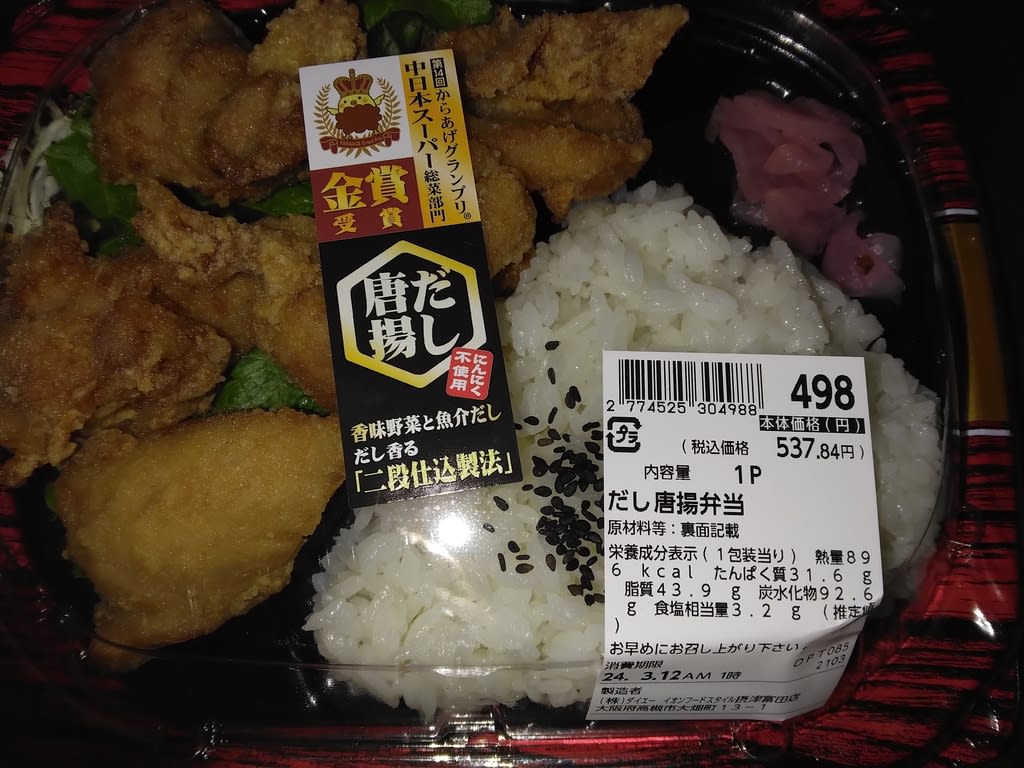 第14回からあげグランプリ®
中日本スーパー総菜部門
金賞
受賞
だし
唐揚
にんにく
不使用
香味野菜と魚介だし
だし香る
「二段仕込製法」
2 774525 304988
498
本体価格(円)
プラ
(税込価格 537.84円)
内容量 1P
だし唐揚弁当
原材料等:裏面記載
栄養成分表示(1包装当り) 熱量89
6 kcal たんぱく質31.6 g
脂質43.9 g 炭水化物92.6
g 食塩相当量3.2 g (推定値
)
お早めにお召し上がり下さい。
DPT085
2103
消費期限
24. 3.12AM 1時
製造者
(株)ダイエー イオンフードスタイル摂津富田店
大阪府高槻市大畑町13-1